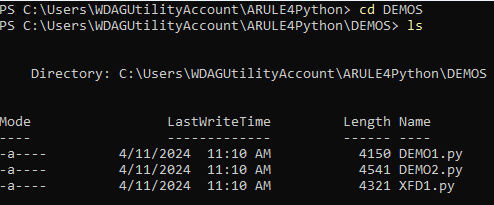 PS C:\Users\WDAGUtilityAccount\ARULE4Python> cd DEMOS
PS C:\Users\WDAGUtilityAccount\ARULE4Python\DEMOS> ls
Directory: C:\Users\WDAGUtilityAccount\ARULE4Python\DEMOS
Mode LastWriteTime Length Name
---- ------------- ------ ----
-a---- 4/11/2024 11:10 AM 4150 DEMO1.py
-a---- 4/11/2024 11:10 AM 4541 DEMO2.py
-a---- 4/11/2024 11:10 AM 4321 XFD1.py